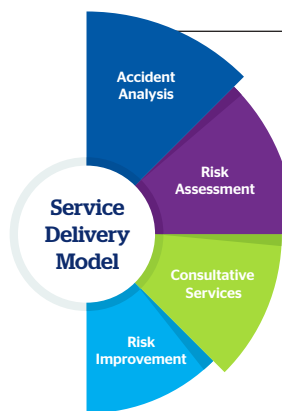 Accident
Analysis
Risk
Assessment
Service
Delivery
Model
Consultative
Services
Risk
Improvement